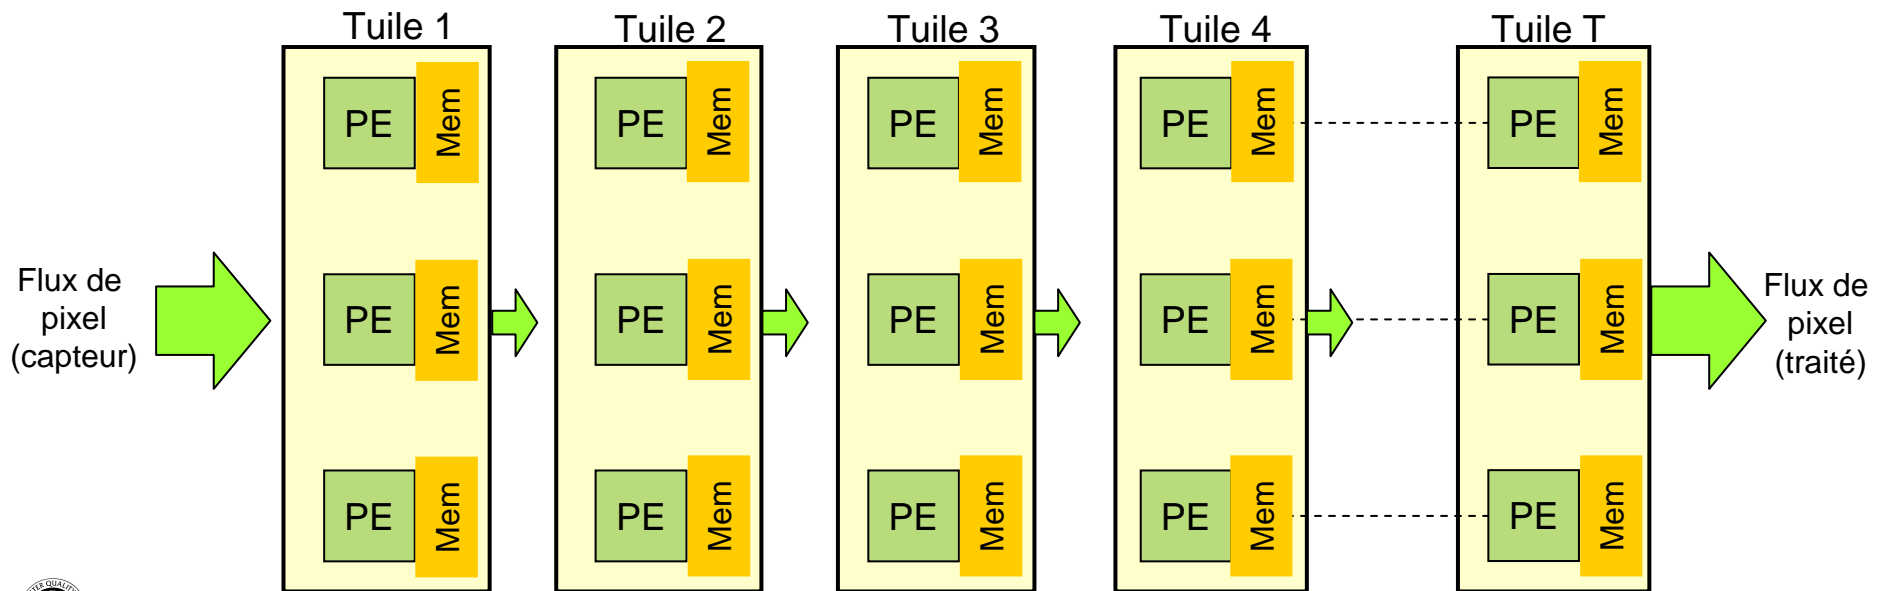 Tuile 1
Tuile 2
Tuile 3
Tuile 4
Tuile T
PE Mem PE Mem PE Mem PE Mem PE Mem
Flux de
pixel
(capteur)
PE Mem PE Mem PE Mem PE Mem PE Mem
Flux de
pixel
(traité)
PE Mem PE Mem PE Mem PE Mem PE Mem